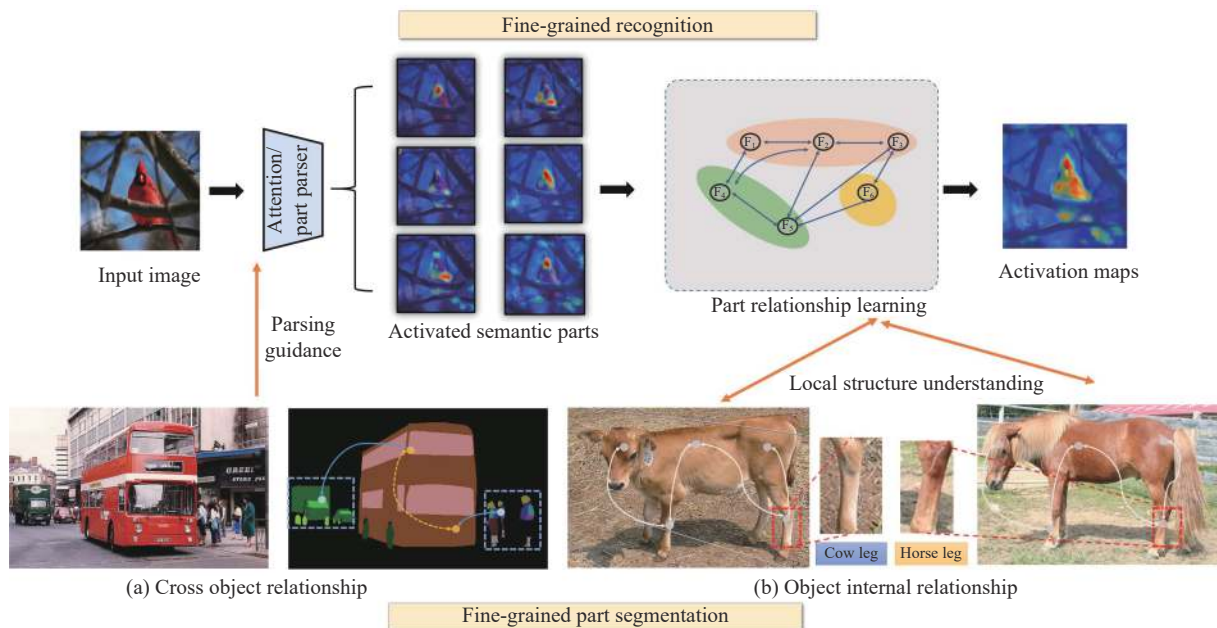 Fine-grained recognition
Attention/
part parser
F₁
F₂
F₃
F₄
F₅
F₆
Input image
Activated semantic parts
Part relationship learning
Activation maps
Parsing
guidance
Local structure understanding
Cow leg
Horse leg
(a) Cross object relationship
(b) Object internal relationship
Fine-grained part segmentation